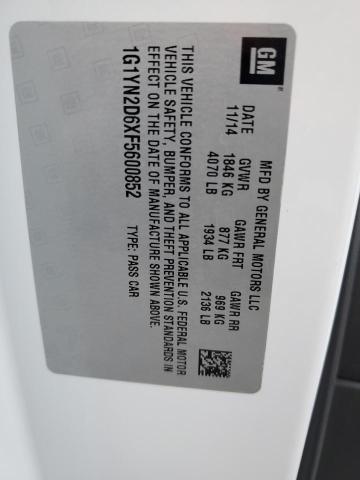 GM
MFD BY GENERAL MOTORS LLC
DATE GVWR GAWR FRT GAWR RR
11/14 1846 KG 877 KG 969 KG
4070 LB 1934 LB 2136 LB
THIS VEHICLE CONFORMS TO ALL APPLICABLE U.S. FEDERAL MOTOR
VEHICLE SAFETY, BUMPER, AND THEFT PREVENTION STANDARDS IN
EFFECT ON THE DATE OF MANUFACTURE SHOWN ABOVE.
1G1YN2D6XF5600852 TYPE: PASS CAR